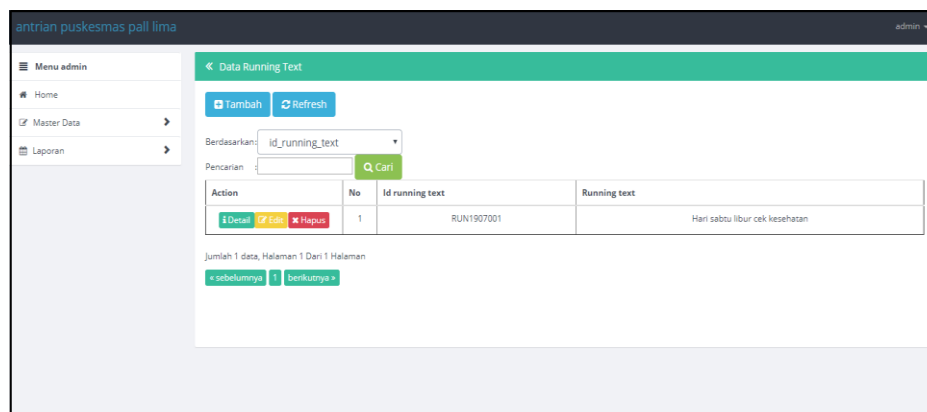 antrian puskesmas pall lima
admin
Menu admin
Home
Master Data
Laporan
« Data Running Text
Tambah Refresh
Berdasarkan: id_running_text
Pencarian : Cari
Action No Id running text Running text
Detail Edit Hapus 1 RUN1907001 Hari sabtu libur cek kesehatan
Jumlah 1 data, Halaman 1 Dari 1 Halaman
« sebelumnya 1 berikutnya »